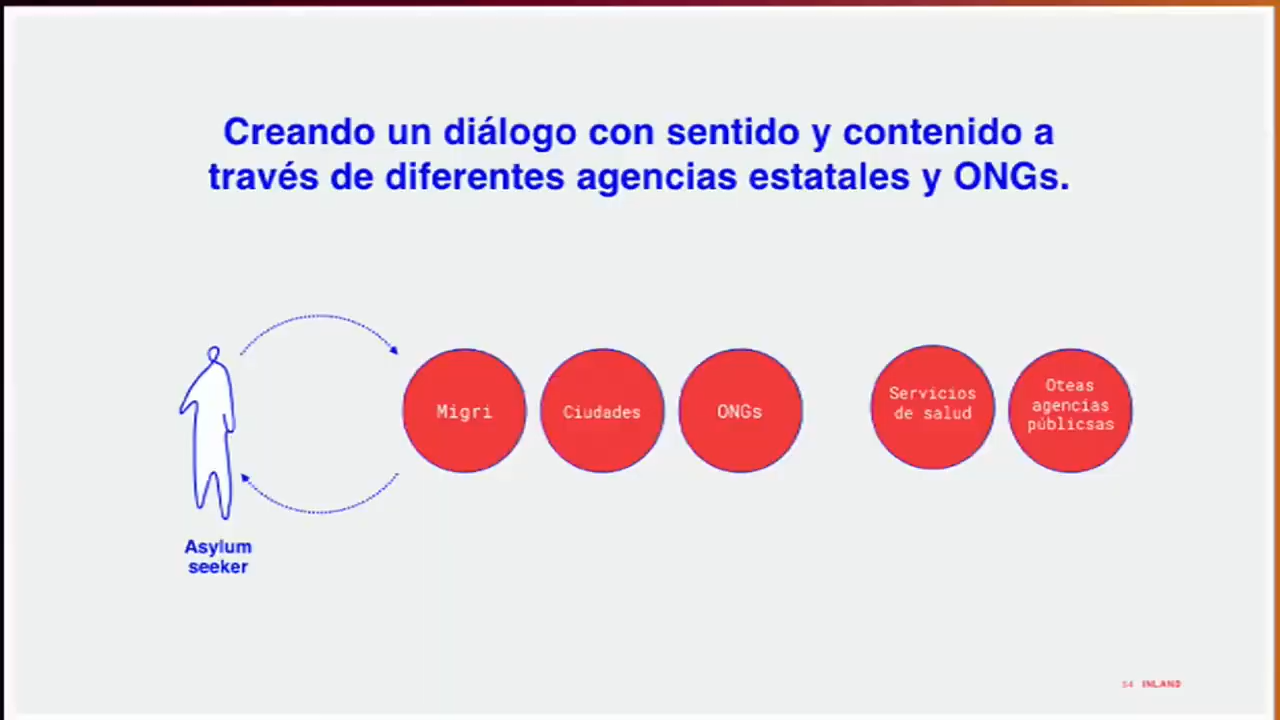 Creando un diálogo con sentido y contenido a
través de diferentes agencias estatales y ONGs.
Migri
Ciudades
ONGs
Servicios
de salud
Oteas
agencias
públicsas
Asylum
seeker
54 INLAND